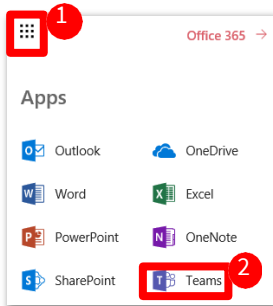 1
Office 365 →
Apps
Outlook OneDrive
Word Excel
PowerPoint OneNote
2
SharePoint Teams